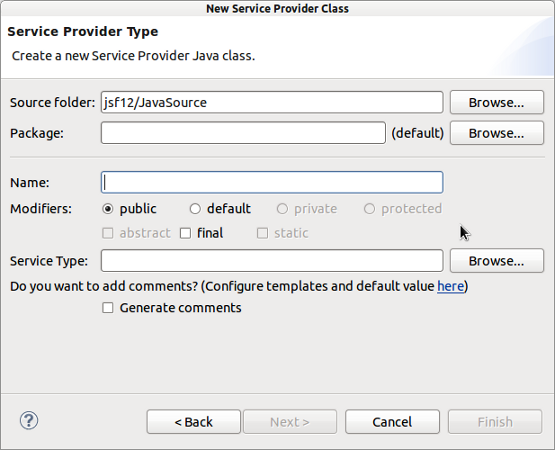 New Service Provider Class
Service Provider Type
Create a new Service Provider Java class.
Source folder: jsf12/JavaSource Browse...
Package: (default) Browse...
Name:
Modifiers: public default private protected
abstract final static
Service Type: Browse...
Do you want to add comments? (Configure templates and default value here)
Generate comments
? < Back Next > Cancel Finish